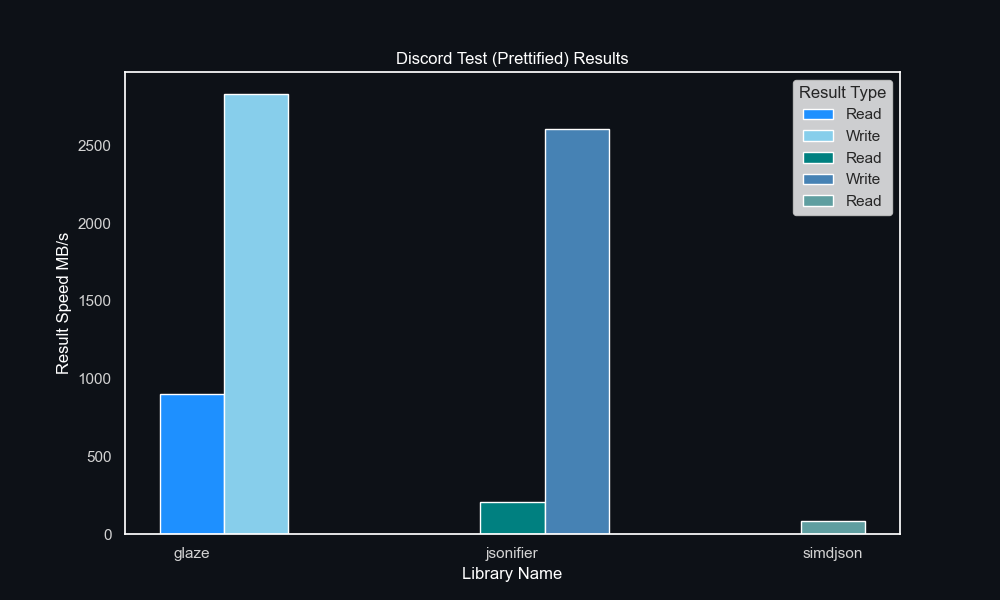 Discord Test (Prettified) Results
Result Type
Read
Write
Read
Write
Read
Result Speed MB/s
2500
2000
1500
1000
500
0
glaze
jsonifier
simdjson
Library Name